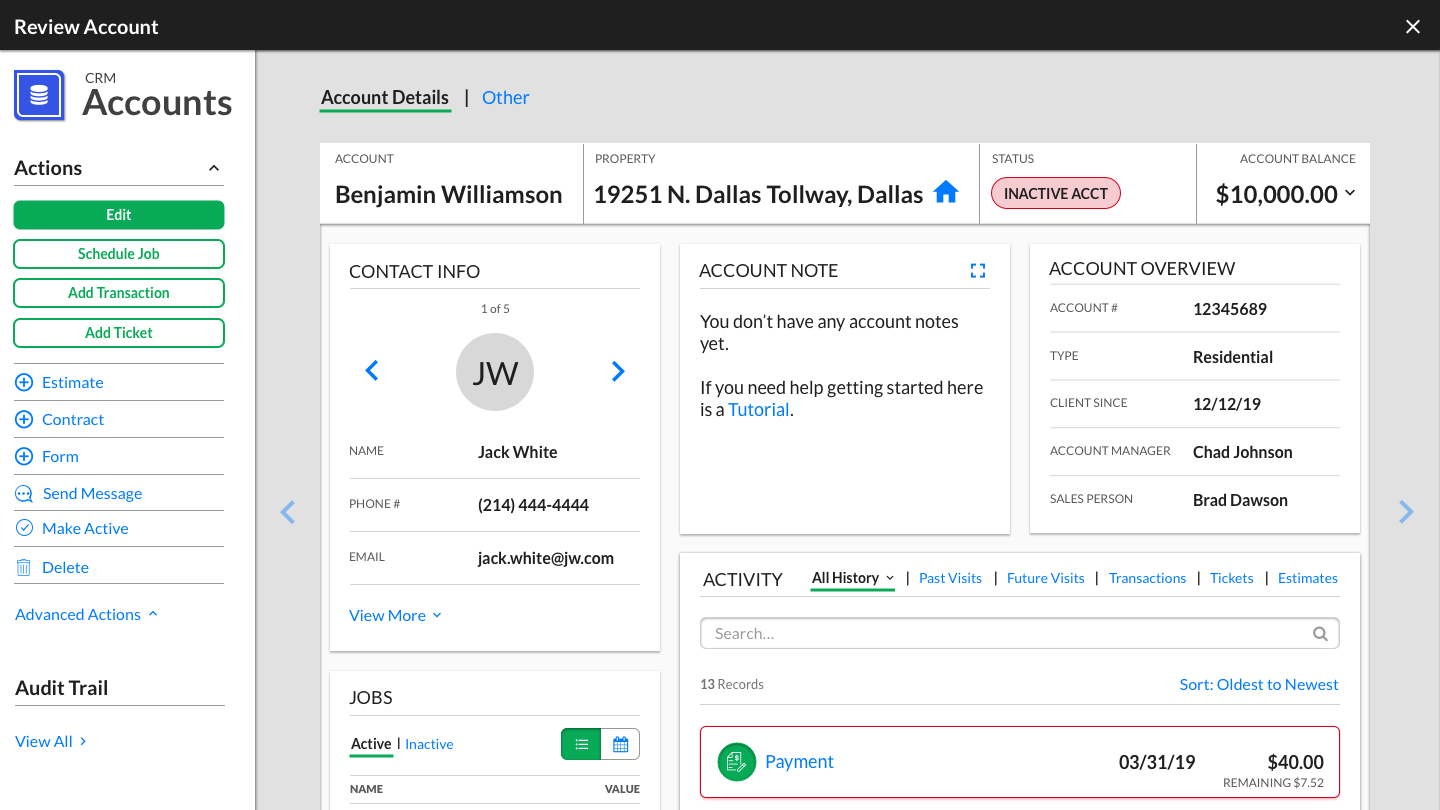 Review Account
CRM
Accounts
Actions
Edit
Schedule Job
Add Transaction
Add Ticket
Estimate
Contract
Form
Send Message
Make Active
Delete
Advanced Actions
Audit Trail
View All
Account Details | Other
ACCOUNT
Benjamin Williamson
PROPERTY
19251 N. Dallas Tollway, Dallas
STATUS
INACTIVE ACCT
ACCOUNT BALANCE
$10,000.00
CONTACT INFO
1 of 5
JW
NAME Jack White
PHONE # (214) 444-4444
EMAIL jack.white@jw.com
View More
JOBS
Active | Inactive
NAME VALUE
ACCOUNT NOTE
You don't have any account notes
yet.
If you need help getting started here
is a Tutorial.
ACCOUNT OVERVIEW
ACCOUNT # 12345689
TYPE Residential
CLIENT SINCE 12/12/19
ACCOUNT MANAGER Chad Johnson
SALES PERSON Brad Dawson
ACTIVITY All History | Past Visits | Future Visits | Transactions | Tickets | Estimates
Search...
13 Records Sort: Oldest to Newest
Payment 03/31/19 $40.00
REMAINING $7.52